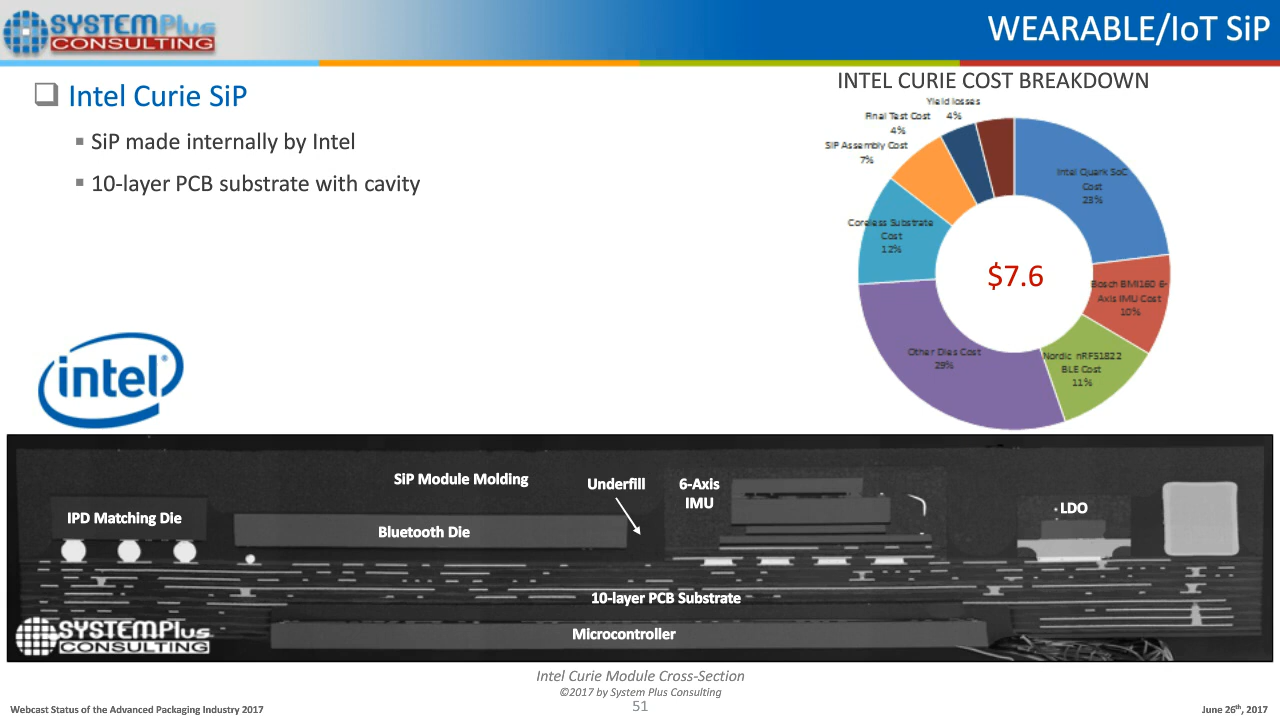 SYSTEMPlus
CONSULTING
WEARABLE/IoT SiP
Intel Curie SiP
SiP made internally by Intel
10-layer PCB substrate with cavity
INTEL CURIE COST BREAKDOWN
Yield losses
4%
Final Test Cost
4%
SiP Assembly Cost
7%
Intel Quark SoC
Cost
23%
Coreless Substrate
Cost
12%
$7.6
Bosch BMI160 6-
Axis IMU Cost
10%
Other Dies Cost
29%
Nordic nRF51822
BLE Cost
11%
intel
SiP Module Molding
Underfill
6-Axis
IMU
LDO
IPD Matching Die
Bluetooth Die
10-layer PCB Substrate
Microcontroller
SYSTEMPlus
CONSULTING
Intel Curie Module Cross-Section
©2017 by System Plus Consulting
Webcast Status of the Advanced Packaging Industry 2017
51
June 26th, 2017